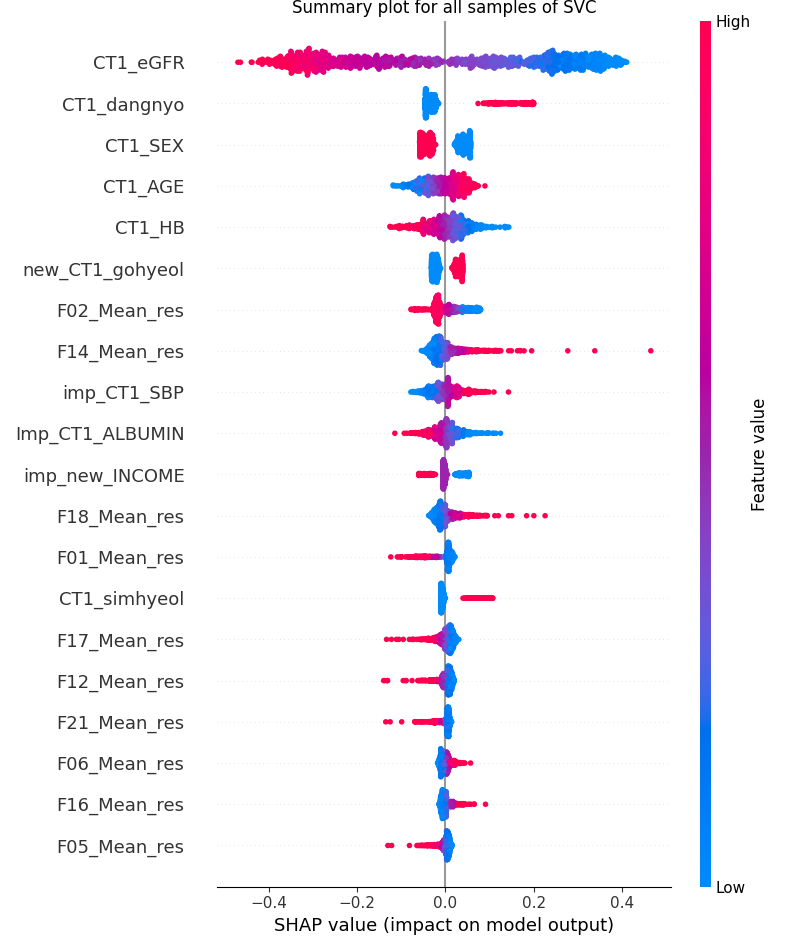 Summary plot for all samples of SVC
High
CT1_eGFR
CT1_dangnyo
CT1_SEX
CT1_AGE
CT1_HB
new_CT1_gohyeol
F02_Mean_res
F14_Mean_res
imp_CT1_SBP
Imp_CT1_ALBUMIN
imp_new_INCOME
F18_Mean_res
F01_Mean_res
CT1_simhyeol
F17_Mean_res
F12_Mean_res
F21_Mean_res
F06_Mean_res
F16_Mean_res
F05_Mean_res
Feature value
Low
−0.4 −0.2 0.0 0.2 0.4
SHAP value (impact on model output)